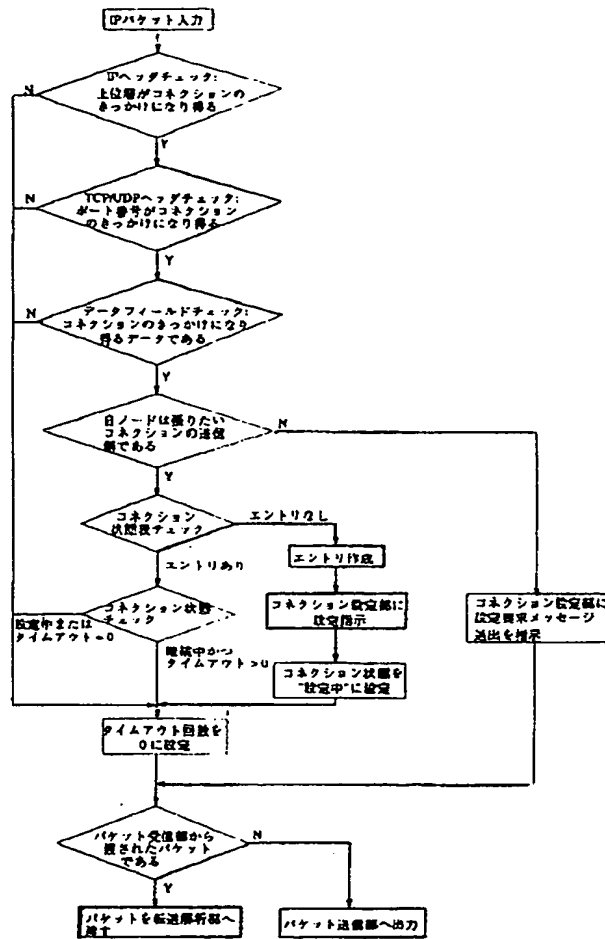 IPパケット入力
IPヘッダチェック:
上位層がコネクションの
きっかけになり得る
N
Y
TCP/UDPヘッダチェック:
ポート番号がコネクション
のきっかけになり得る
N
Y
データフィールドチェック:
コネクションのきっかけになり
得るデータである
N
Y
自ノードは張りたい
コネクションの送信
側である
N
Y
コネクション
状態表チェック
エントリなし
エントリあり
エントリ作成
コネクション設定部に
設定指示
コネクション状態を
"設定中"に設定
コネクション設定部に
設定要求メッセージ
送出を指示
コネクション状態
チェック
設定中または
タイムアウト=0
かつ
タイムアウト>0
タイムアウト回数を
0に設定
パケット受信部から
渡されたパケット
である
N
Y
パケットを転送解析部へ
渡す
パケット送信部へ出力